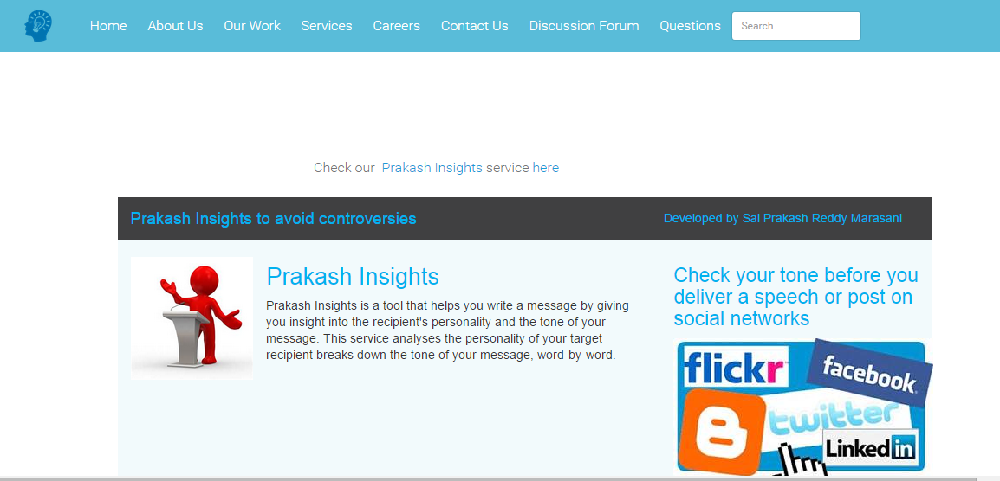 Home About Us Our Work Services Careers Contact Us Discussion Forum Questions Search ...
Check our Prakash Insights service here
Prakash Insights to avoid controversies
Developed by Sai Prakash Reddy Marasani
Prakash Insights
Prakash Insights is a tool that helps you write a message by giving
you insight into the recipient's personality and the tone of your
message. This service analyses the personality of your target
recipient breaks down the tone of your message, word-by-word.
Check your tone before you
deliver a speech or post on
social networks
flickr
facebook
twitter
Linked in